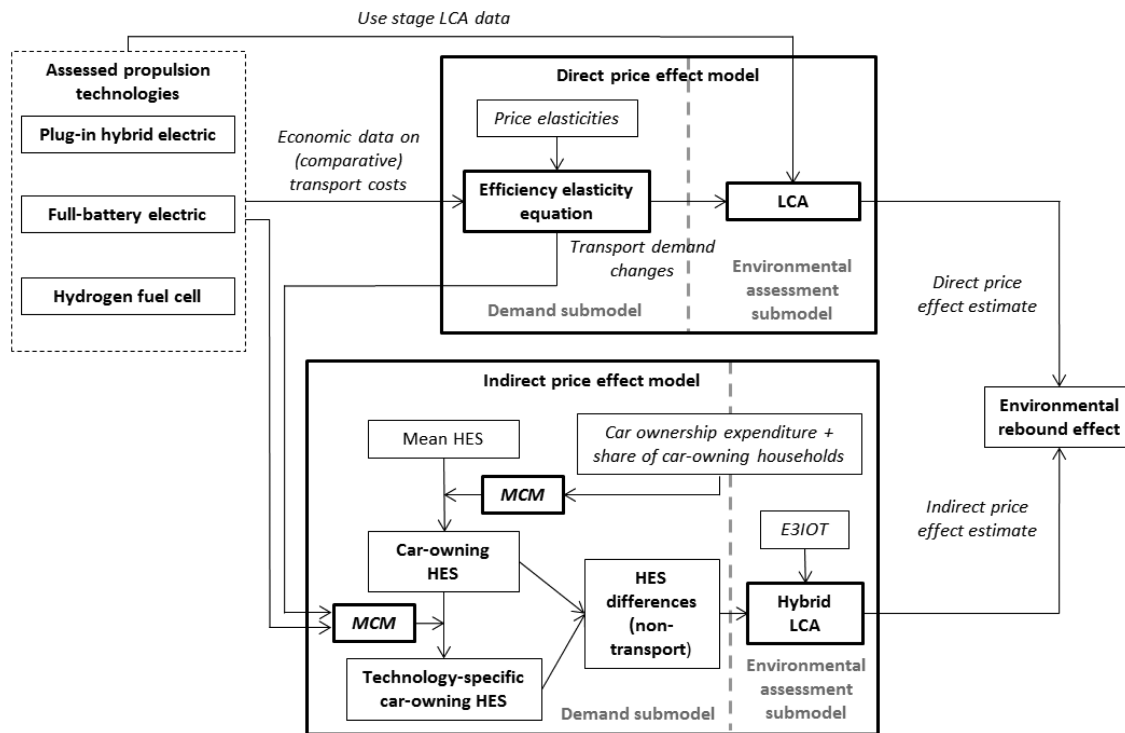 Use stage LCA data
Assessed propulsion
technologies
Plug-in hybrid electric
Full-battery electric
Hydrogen fuel cell
Economic data on
(comparative)
transport costs
Direct price effect model
Price elasticities
Efficiency elasticity
equation
LCA
Transport demand
changes
Demand submodel
Environmental
assessment
submodel
Direct price
effect estimate
Indirect price effect model
Mean HES
Car ownership expenditure +
share of car-owning households
MCM
Car-owning
HES
MCM
Technology-specific
car-owning HES
HES
differences
(non-
transport)
E3IOT
Hybrid
LCA
Demand submodel
Environmental
assessment
submodel
Environmental
rebound effect
Indirect price
effect estimate